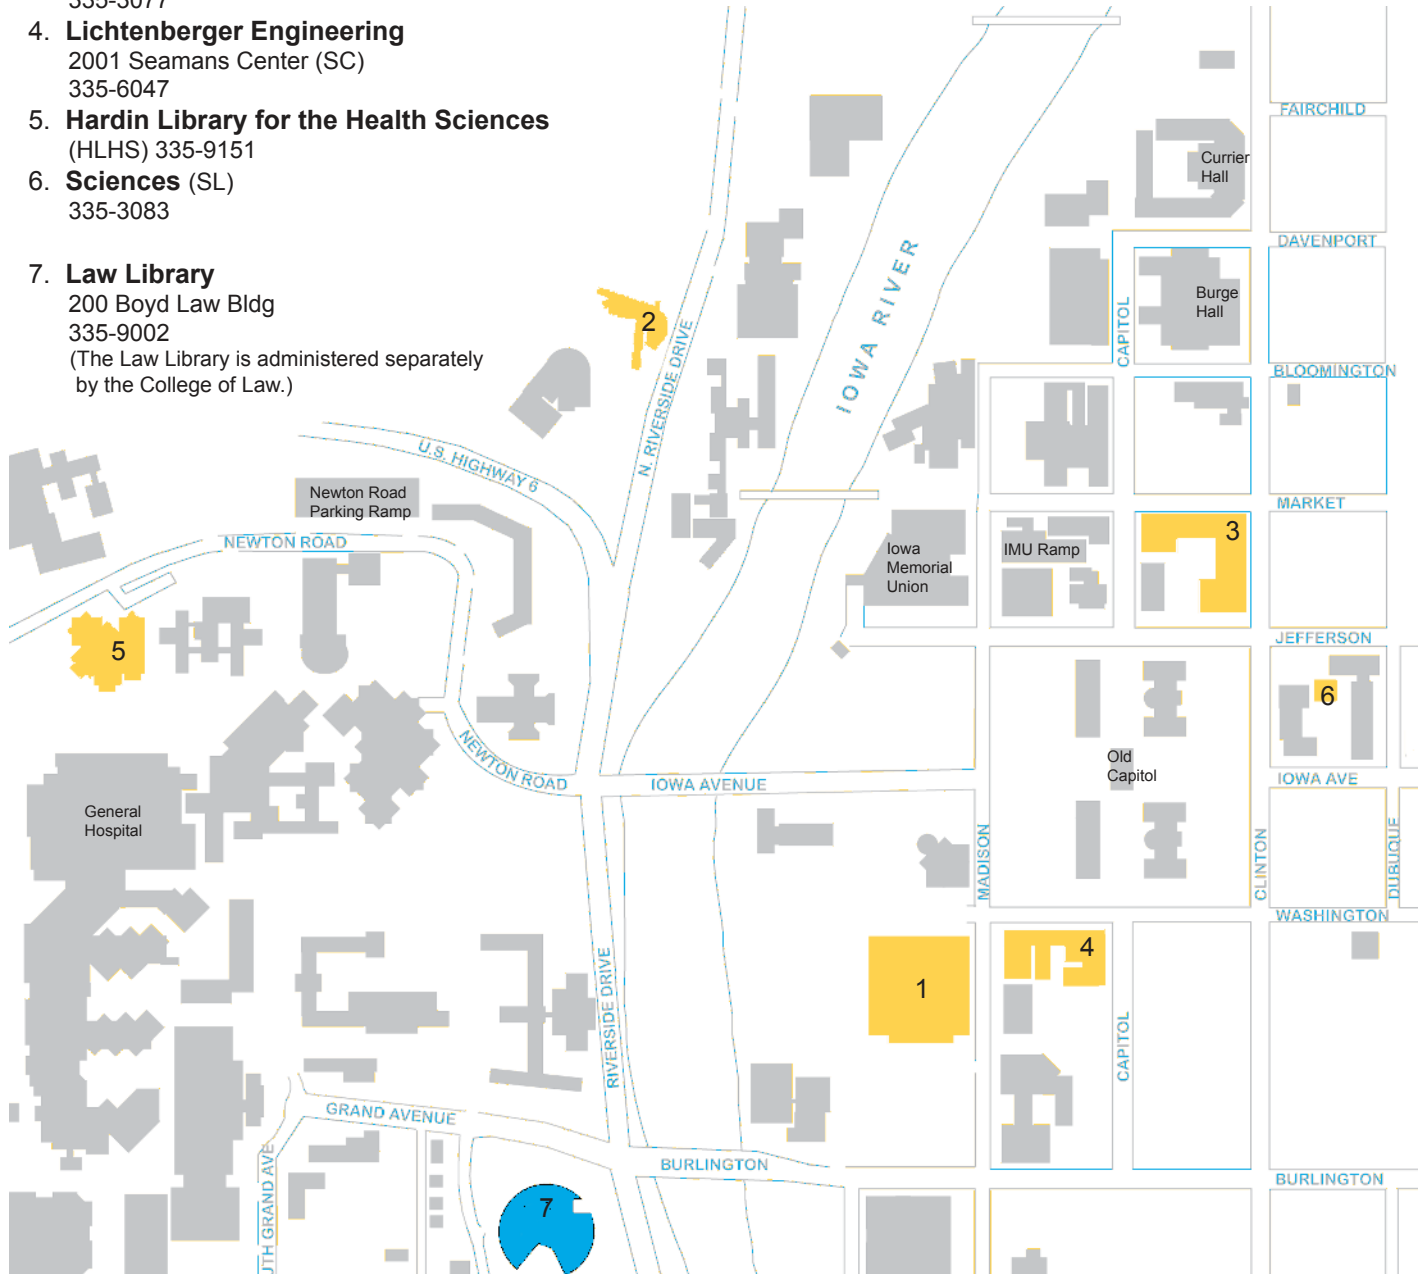 335-3077
4. Lichtenberger Engineering
2001 Seamans Center (SC)
335-6047
5. Hardin Library for the Health Sciences
(HLHS) 335-9151
6. Sciences (SL)
335-3083
7. Law Library
200 Boyd Law Bldg
335-9002
(The Law Library is administered separately
by the College of Law.)
FAIRCHILD
Currier
Hall
DAVENPORT
Burge
Hall
CAPITOL
IOWA RIVER
2
N. RIVERSIDE DRIVE
BLOOMINGTON
U.S. HIGHWAY 6
Newton Road
Parking Ramp
MARKET
NEWTON ROAD
3
Iowa
Memorial
Union
IMU Ramp
JEFFERSON
5
6
NEWTON ROAD
Old
Capitol
IOWA AVENUE
IOWA AVE
General
Hospital
MADISON
CLINTON
DUBUQUE
WASHINGTON
4
1
RIVERSIDE DRIVE
CAPITOL
GRAND AVENUE
BURLINGTON
BURLINGTON
UTH GRAND AVE
7